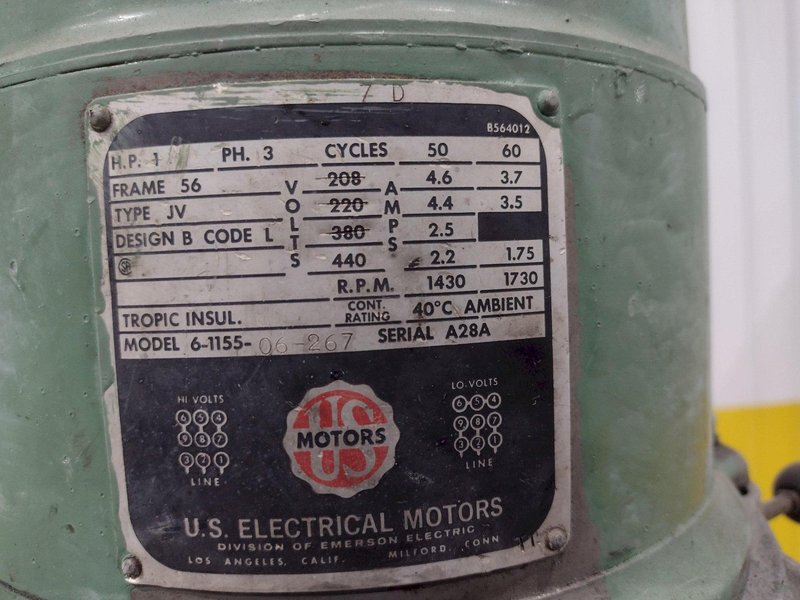 7 D
B564012
H.P. 1 PH. 3 CYCLES 50 60
FRAME 56 VOLTS 208 AMPS 4.6 3.7
TYPE JV 220 4.4 3.5
DESIGN B CODE L 380 2.5
SA 440 2.2 1.75
R.P.M. 1430 1730
TROPIC INSUL. CONT. RATING 40°C AMBIENT
MODEL 6-1155-06-267 SERIAL A28A
HI VOLTS
6 5 4
9 8 7
3 2 1
LINE
US
MOTORS
LO-VOLTS
6 5 4
9 8 7
3 2 1
LINE
U.S. ELECTRICAL MOTORS
DIVISION OF EMERSON ELECTRIC
LOS ANGELES, CALIF. MILFORD, CONN